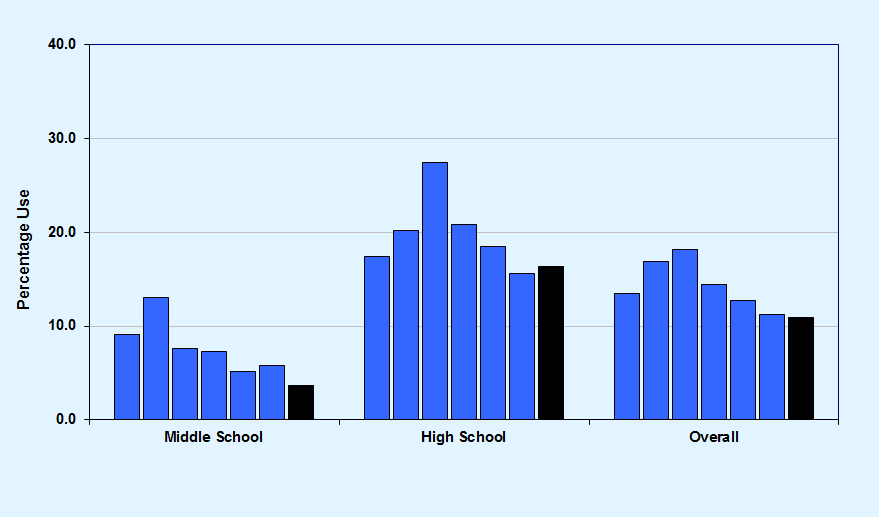 40.0
30.0
20.0
10.0
0.0
Percentage Use
Middle School
High School
Overall